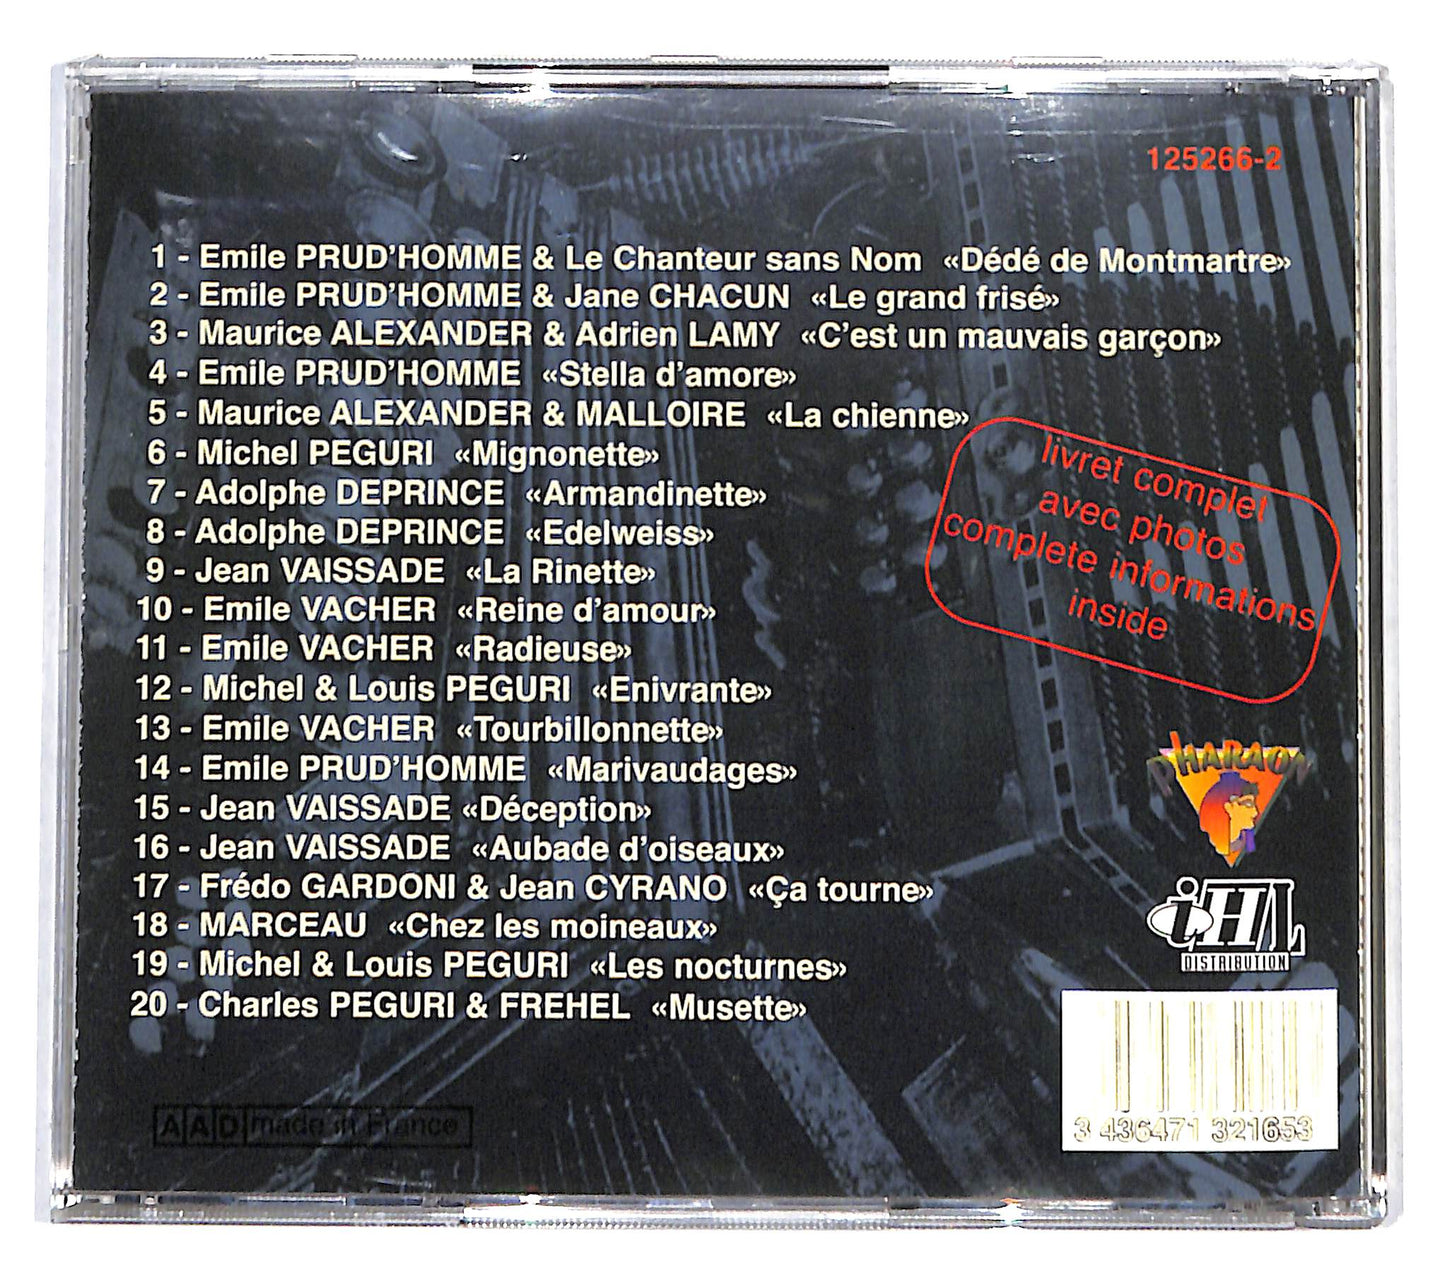 125266-2
1 - Emile PRUD'HOMME & Le Chanteur sans Nom «Dédé de Montmartre»
2 - Emile PRUD'HOMME & Jane CHACUN «Le grand frisé»
3 - Maurice ALEXANDER & Adrien LAMY «C'est un mauvais garçon»
4 - Emile PRUD'HOMME «Stella d'amore»
5 - Maurice ALEXANDER & MALLOIRE «La chienne»
6 - Michel PEGURI «Mignonette»
7 - Adolphe DEPRINCE «Armandinette»
8 - Adolphe DEPRINCE «Edelweiss»
9 - Jean VAISSADE «La Rinette»
10 - Emile VACHER «Reine d'amour»
11 - Emile VACHER «Radieuse»
12 - Michel & Louis PEGURI «Enivrante»
13 - Emile VACHER «Tourbillonnette»
14 - Emile PRUD'HOMME «Marivaudages»
15 - Jean VAISSADE «Déception»
16 - Jean VAISSADE «Aubade d'oiseaux»
17 - Frédo GARDONI & Jean CYRANO «Ça tourne»
18 - MARCEAU «Chez les moineaux»
19 - Michel & Louis PEGURI «Les nocturnes»
20 - Charles PEGURI & FREHEL «Musette»
livret complet
avec photos
complete informations
inside
PHARAON
iHL
DISTRIBUTION
AAD made in France
3 436471 321653